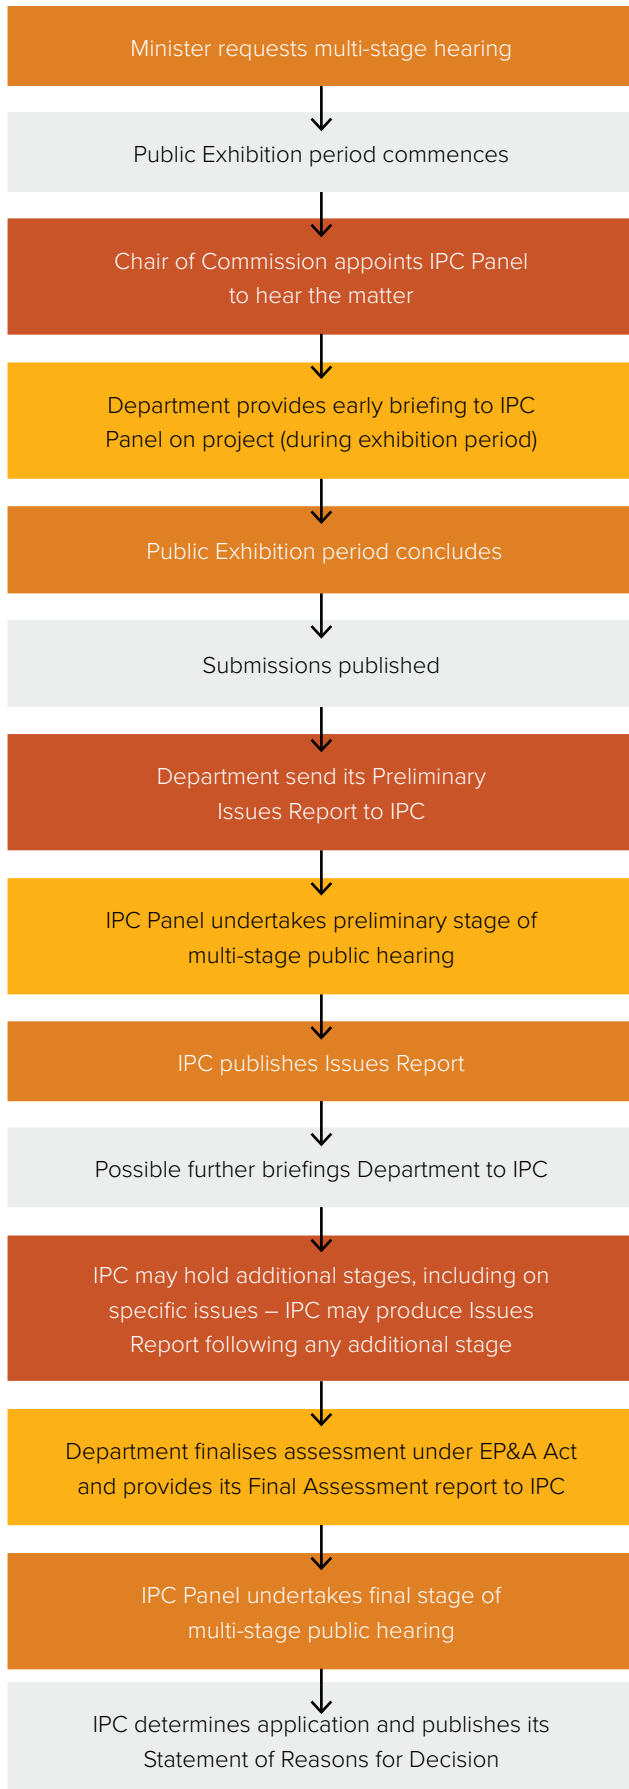 Minister requests multi-stage hearing
Public Exhibition period commences
Chair of Commission appoints IPC Panel
to hear the matter
Department provides early briefing to IPC
Panel on project (during exhibition period)
Public Exhibition period concludes
Submissions published
Department send its Preliminary
Issues Report to IPC
IPC Panel undertakes preliminary stage of
multi-stage public hearing
IPC publishes Issues Report
Possible further briefings Department to IPC
IPC may hold additional stages, including on
specific issues – IPC may produce Issues
Report following any additional stage
Department finalises assessment under EP&A Act
and provides its Final Assessment report to IPC
IPC Panel undertakes final stage of
multi-stage public hearing
IPC determines application and publishes its
Statement of Reasons for Decision